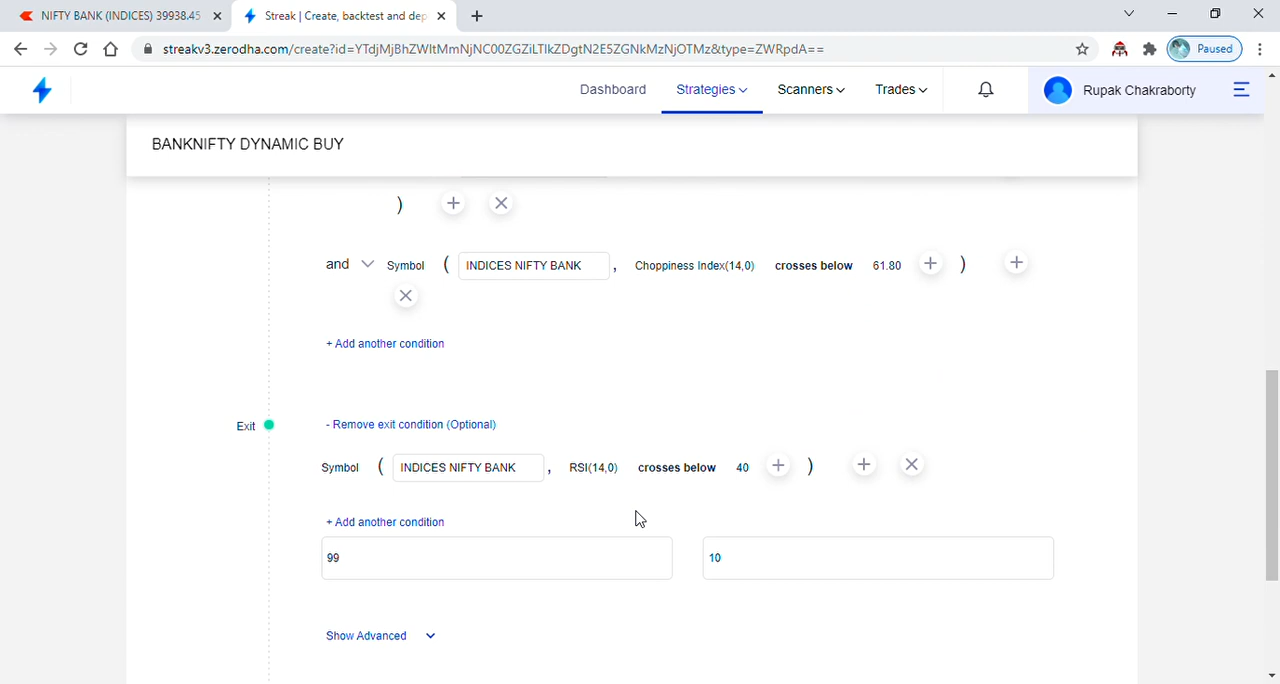 NIFTY BANK (INDICES) 39938.45
Streak | Create, backtest and dep
streakv3.zerodha.com/create?id=YTdjMjBhZWItMmNjNC00ZGZiLTlkZDgtN2E5ZGNkMzNjOTMz&type=ZWRpdA==
Paused
Dashboard Strategies Scanners Trades Rupak Chakraborty
BANKNIFTY DYNAMIC BUY
)
and Symbol ( INDICES NIFTY BANK , Choppiness Index(14,0) crosses below 61.80 )
+ Add another condition
Exit - Remove exit condition (Optional)
Symbol ( INDICES NIFTY BANK , RSI(14,0) crosses below 40 )
+ Add another condition
99 10
Show Advanced